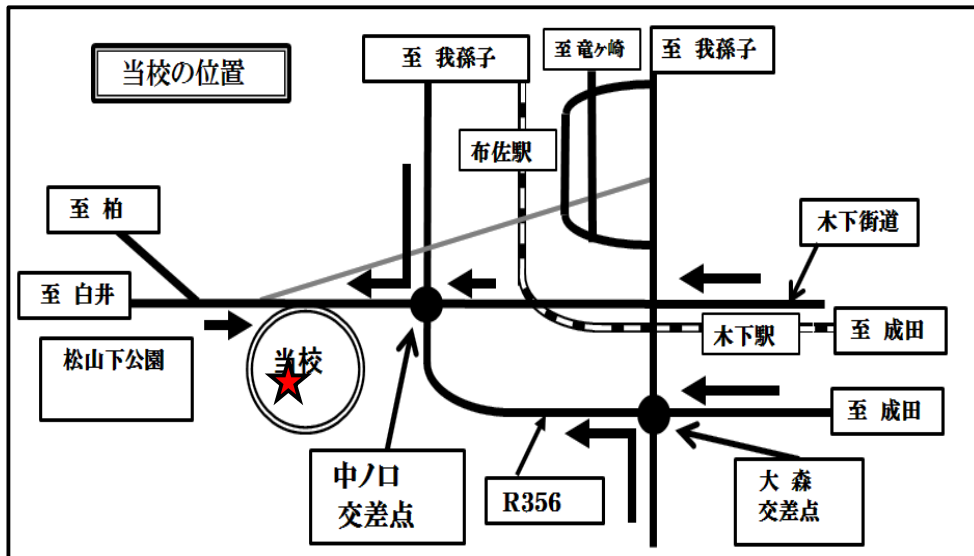 当校の位置
至 我孫子
至 竜ヶ崎
至 我孫子
布佐駅
至 柏
木下街道
至 白井
木下駅
至 成田
松山下公園
当校
至 成田
中ノ口
交差点
R356
大 森
交差点